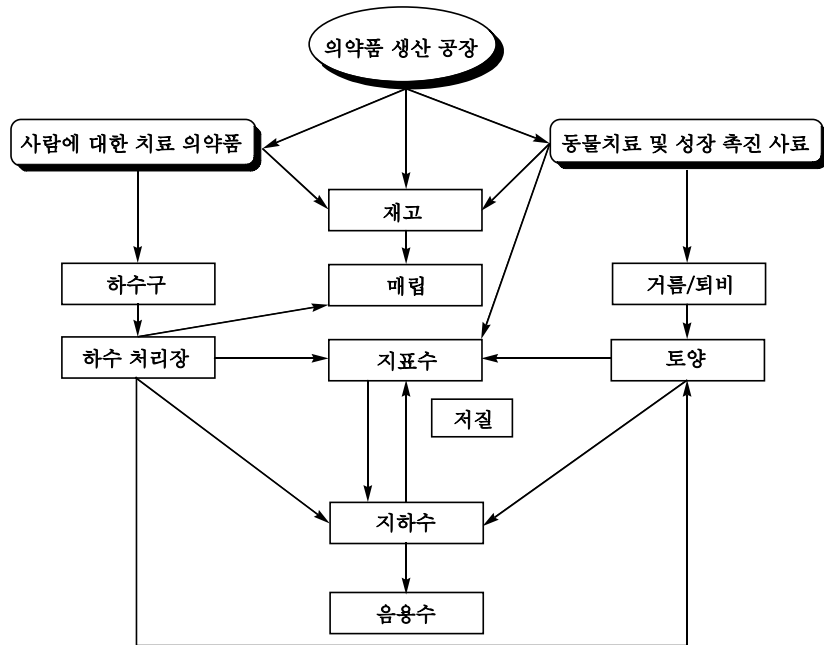 의약품 생산 공장
사람에 대한 치료 의약품
동물치료 및 성장 촉진 사료
재고
하수구
매립
거름/퇴비
하수 처리장
지표수
토양
저질
지하수
음용수